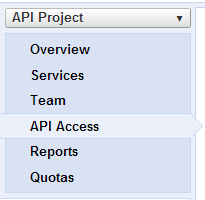 API Project
Overview
Services
Team
API Access
Reports
Quotas